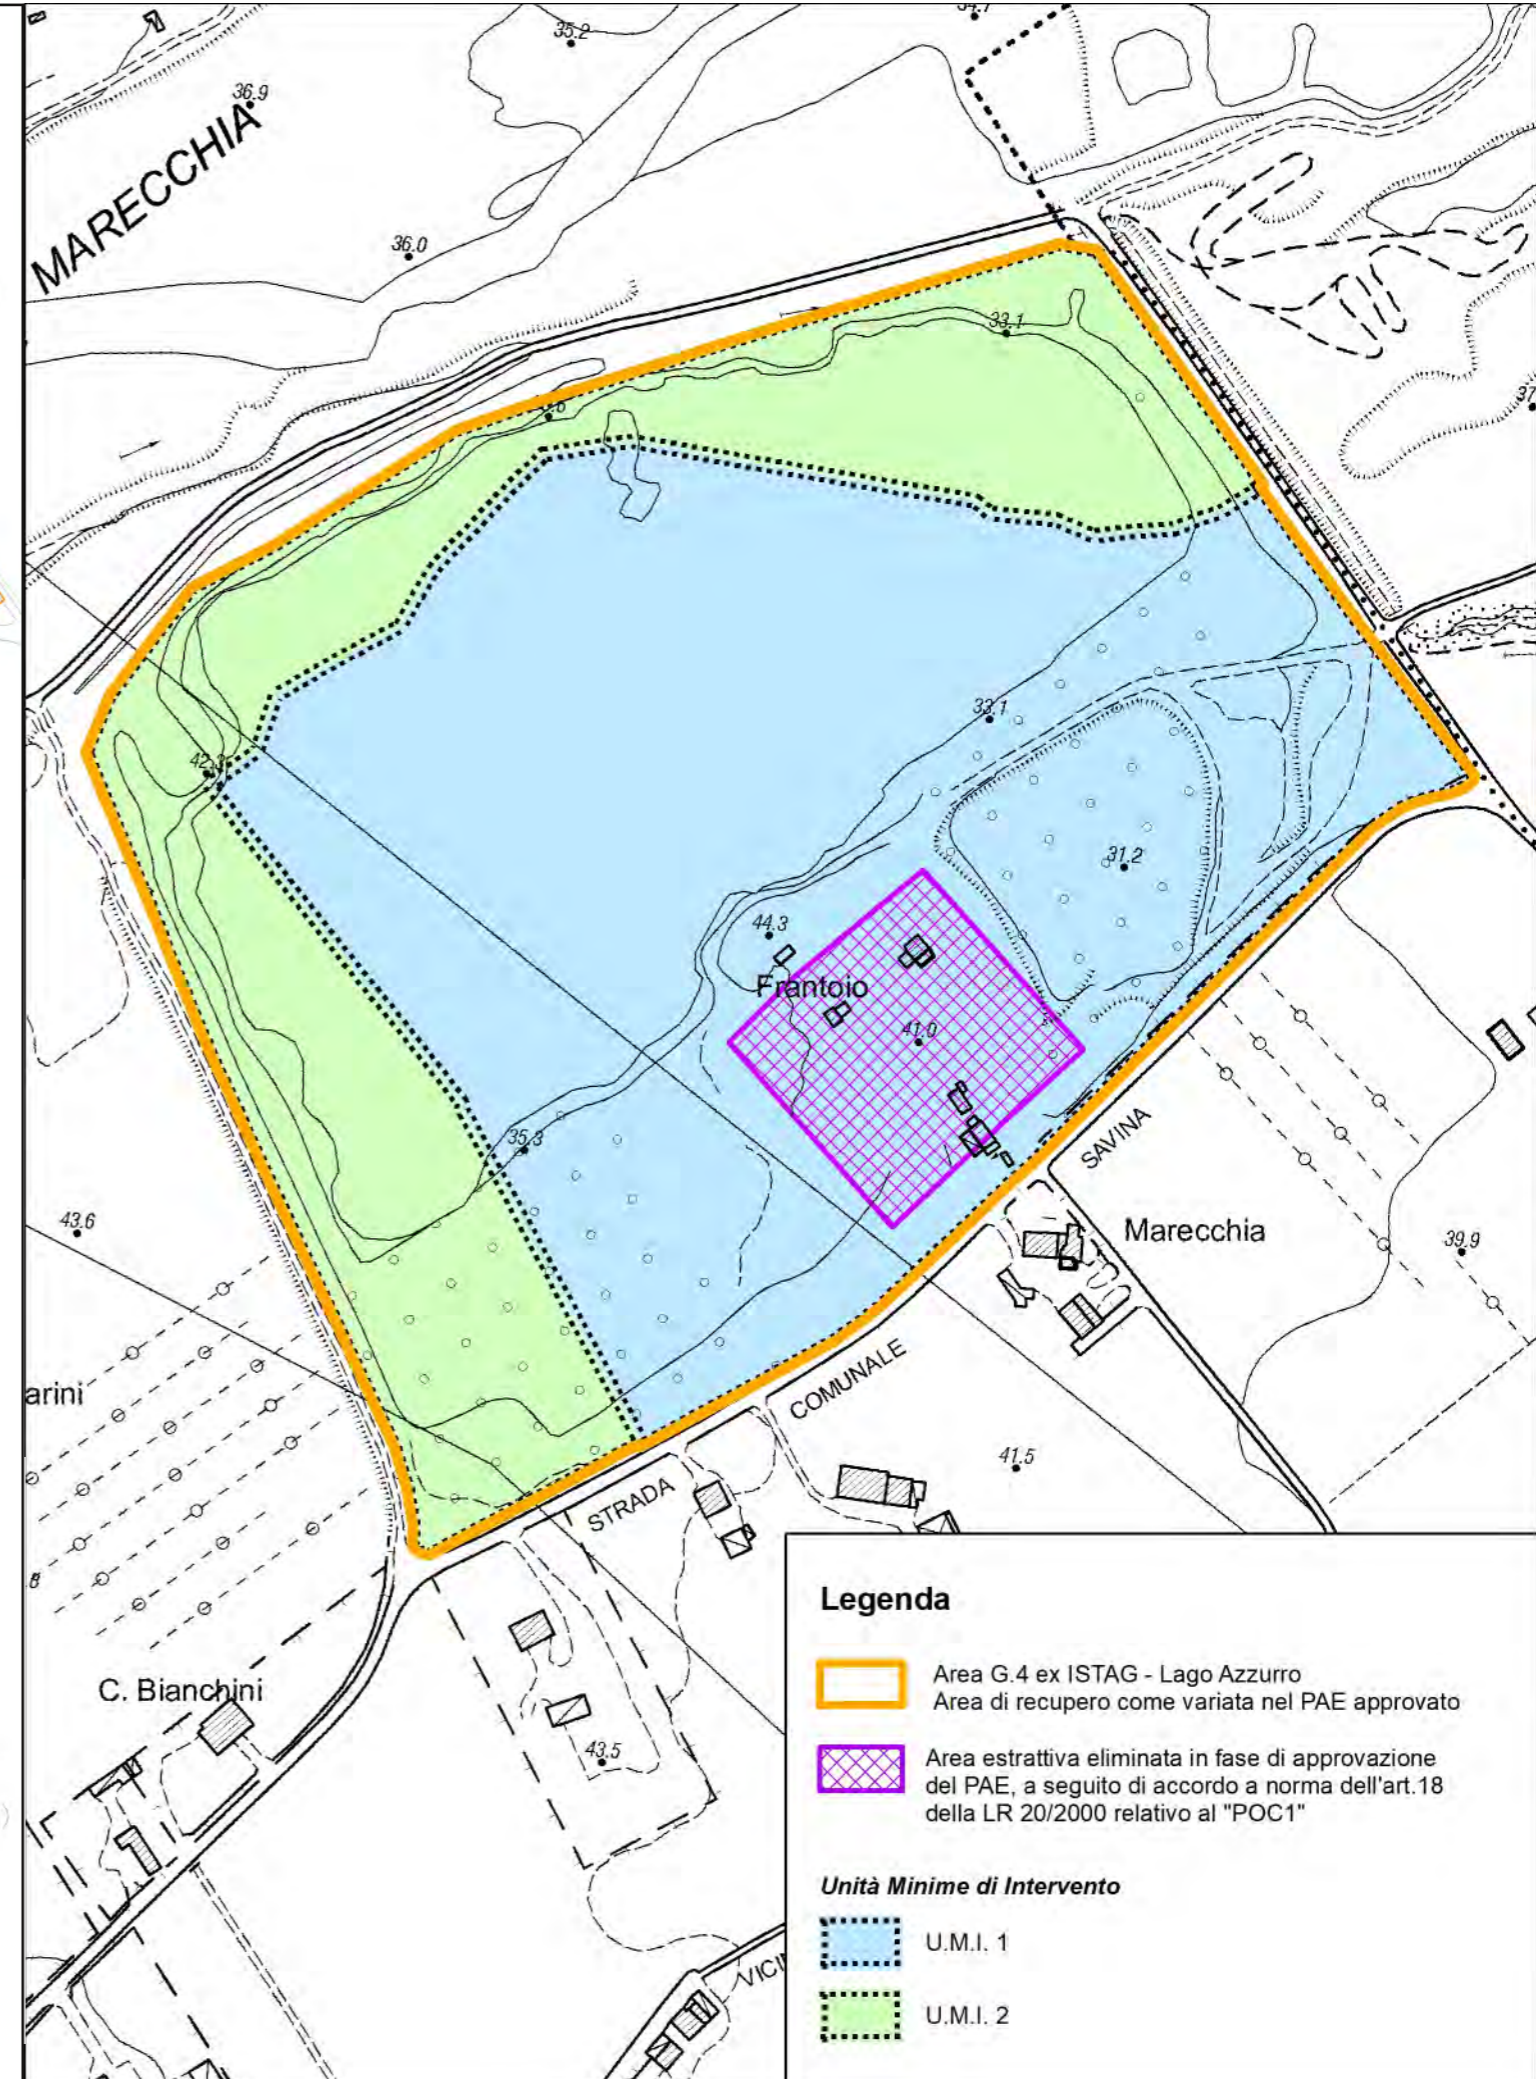 35.2
36.9
MARECCHIA
36.0
33.1
42.3
33.1
31.2
44.3
Frantoio
41.0
35.3
SAVINA
43.6
Marecchia
39.9
COMUNALE
arini
41.5
STRADA
C. Bianchini
43.5
VICI
Legenda
Area G.4 ex ISTAG - Lago Azzurro
Area di recupero come variata nel PAE approvato
Area estrattiva eliminata in fase di approvazione
del PAE, a seguito di accordo a norma dell'art.18
della LR 20/2000 relativo al "POC1"
Unità Minime di Intervento
U.M.I. 1
U.M.I. 2